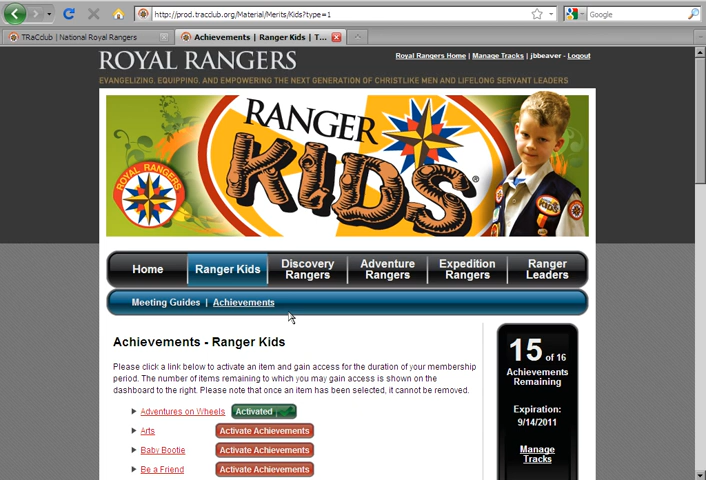 http://prod.tracclub.org/Material/Merits/Kids?type=1
Google
TRaCclub | National Royal Rangers
Achievements | Ranger Kids | T...
ROYAL RANGERS
Royal Rangers Home | Manage Tracks | jbbeaver - Logout
EVANGELIZING, EQUIPPING, AND EMPOWERING THE NEXT GENERATION OF CHRISTLIKE MEN AND LIFELONG SERVANT LEADERS
RANGER
KIDS®
ROYAL RANGERS
Home
Ranger Kids
Discovery Rangers
Adventure Rangers
Expedition Rangers
Ranger Leaders
Meeting Guides | Achievements
Achievements - Ranger Kids
Please click a link below to activate an item and gain access for the duration of your membership
period. The number of items remaining to which you may gain access is shown on the
dashboard to the right. Please note that once an item has been selected, it cannot be removed.
Adventures on Wheels Activated
Arts Activate Achievements
Baby Bootie Activate Achievements
Be a Friend Activate Achievements
15 of 16
Achievements
Remaining
Expiration:
9/14/2011
Manage
Tracks